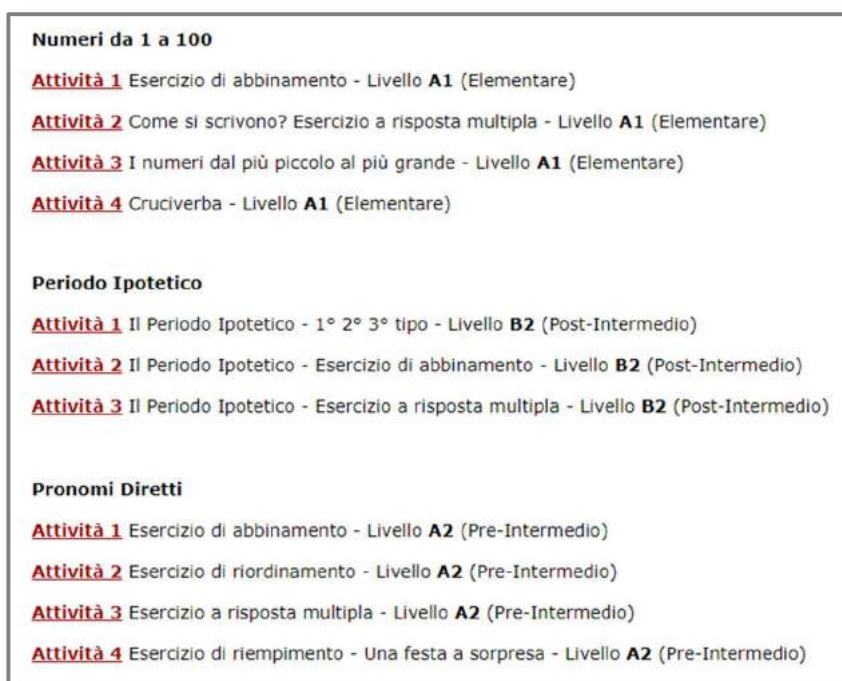 Numeri da 1 a 100
Attività 1 Esercizio di abbinamento - Livello A1 (Elementare)
Attività 2 Come si scrivono? Esercizio a risposta multipla - Livello A1 (Elementare)
Attività 3 I numeri dal più piccolo al più grande - Livello A1 (Elementare)
Attività 4 Cruciverba - Livello A1 (Elementare)
Periodo Ipotetico
Attività 1 Il Periodo Ipotetico - 1° 2° 3° tipo - Livello B2 (Post-Intermedio)
Attività 2 Il Periodo Ipotetico - Esercizio di abbinamento - Livello B2 (Post-Intermedio)
Attività 3 Il Periodo Ipotetico - Esercizio a risposta multipla - Livello B2 (Post-Intermedio)
Pronomi Diretti
Attività 1 Esercizio di abbinamento - Livello A2 (Pre-Intermedio)
Attività 2 Esercizio di riordinamento - Livello A2 (Pre-Intermedio)
Attività 3 Esercizio a risposta multipla - Livello A2 (Pre-Intermedio)
Attività 4 Esercizio di riempimento - Una festa a sorpresa - Livello A2 (Pre-Intermedio)